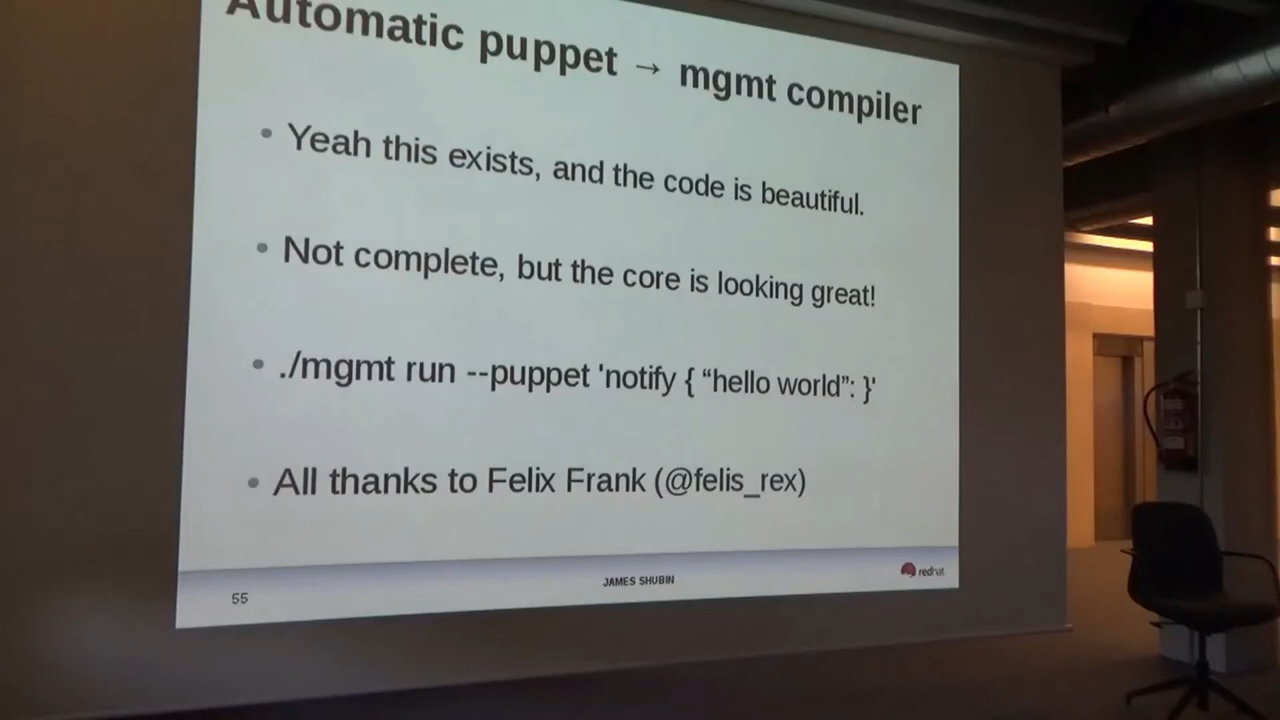 Automatic puppet → mgmt compiler
• Yeah this exists, and the code is beautiful.
• Not complete, but the core is looking great!
• ./mgmt run --puppet 'notify { “hello world”: }'
• All thanks to Felix Frank (@felis_rex)
55
JAMES SHUBIN
redhat